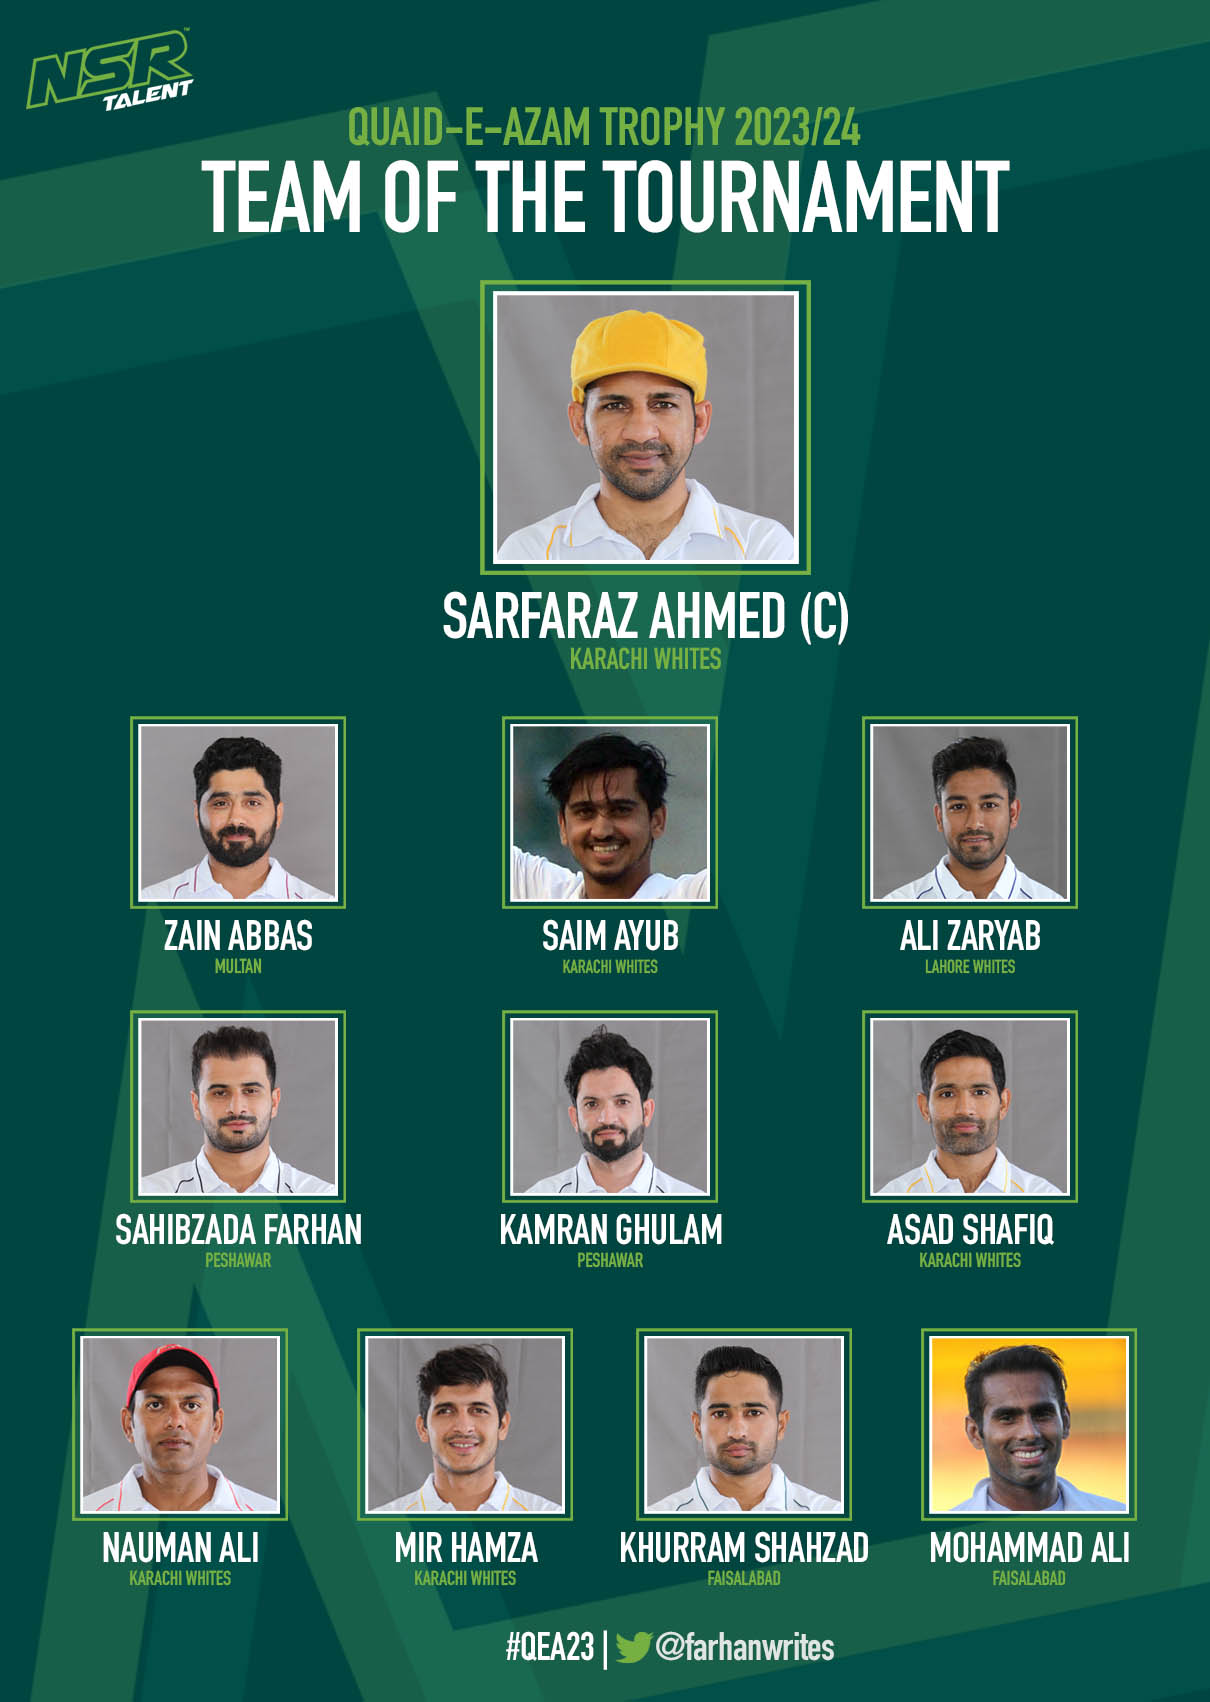 NSR™
TALENT
QUAID-E-AZAM TROPHY 2023/24
TEAM OF THE TOURNAMENT
SARFARAZ AHMED (C)
KARACHI WHITES
ZAIN ABBAS
MULTAN
SAIM AYUB
KARACHI WHITES
ALI ZARYAB
LAHORE WHITES
SAHIBZADA FARHAN
PESHAWAR
KAMRAN GHULAM
PESHAWAR
ASAD SHAFIQ
KARACHI WHITES
NAUMAN ALI
KARACHI WHITES
MIR HAMZA
KARACHI WHITES
KHURRAM SHAHZAD
FAISALABAD
MOHAMMAD ALI
FAISALABAD
#QEA23 | @farhanwrites